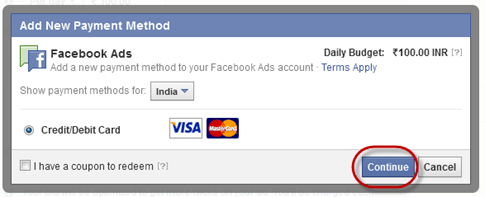 Add New Payment Method
Facebook Ads
Daily Budget: ₹100.00 INR [?]
Add a new payment method to your Facebook Ads account · Terms Apply
Show payment methods for: India
Credit/Debit Card VISA MasterCard
I have a coupon to redeem [?]
Continue Cancel